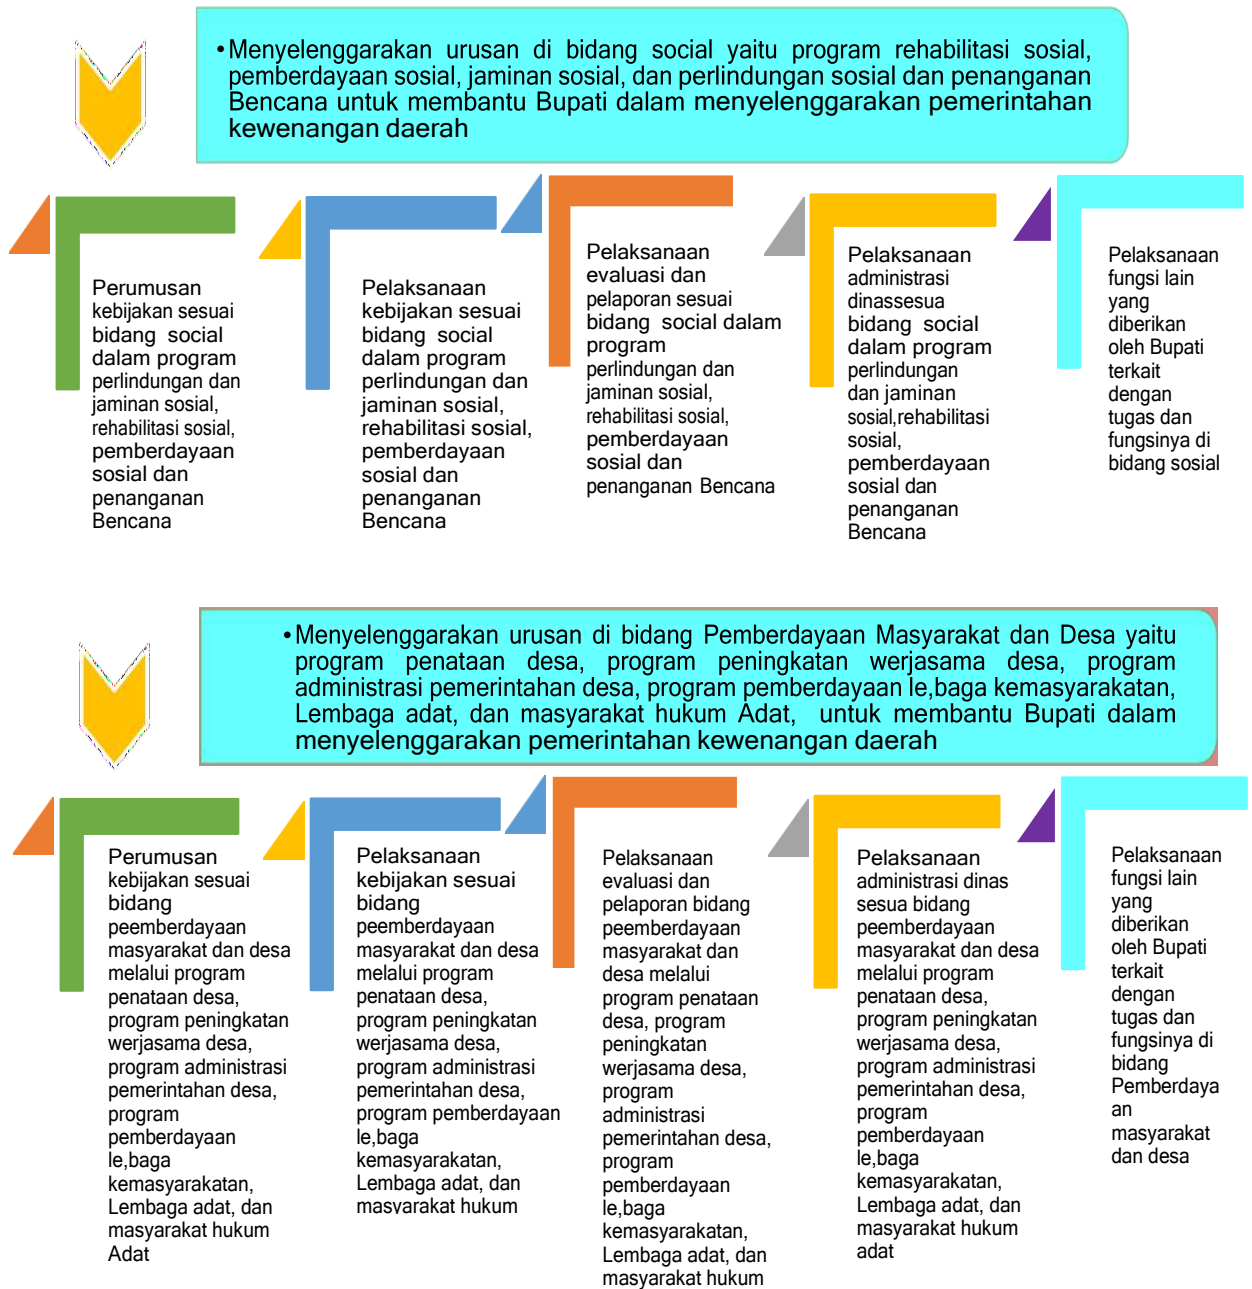 •Menyelenggarakan urusan di bidang social yaitu program rehabilitasi sosial,
pemberdayaan sosial, jaminan sosial, dan perlindungan sosial dan penanganan
Bencana untuk membantu Bupati dalam menyelenggarakan pemerintahan
kewenangan daerah
Perumusan
kebijakan sesuai
bidang social
dalam program
perlindungan dan
jaminan sosial,
rehabilitasi sosial,
pemberdayaan
sosial dan
penanganan
Bencana
Pelaksanaan
kebijakan sesuai
bidang social
dalam program
perlindungan dan
jaminan sosial,
rehabilitasi sosial,
pemberdayaan
sosial dan
penanganan
Bencana
Pelaksanaan
evaluasi dan
pelaporan sesuai
bidang social dalam
program
perlindungan dan
jaminan sosial,
rehabilitasi sosial,
pemberdayaan
sosial dan
penanganan Bencana
Pelaksanaan
administrasi
dinassesua
bidang social
dalam program
perlindungan
dan jaminan
sosial,rehabilitasi
sosial,
pemberdayaan
sosial dan
penanganan
Bencana
Pelaksanaan
fungsi lain
yang
diberikan
oleh Bupati
terkait
dengan
tugas dan
fungsinya di
bidang sosial
•Menyelenggarakan urusan di bidang Pemberdayaan Masyarakat dan Desa yaitu
program penataan desa, program peningkatan werjasama desa, program
administrasi pemerintahan desa, program pemberdayaan le,baga kemasyarakatan,
Lembaga adat, dan masyarakat hukum Adat, untuk membantu Bupati dalam
menyelenggarakan pemerintahan kewenangan daerah
Perumusan
kebijakan sesuai
bidang
peemberdayaan
masyarakat dan desa
melalui program
penataan desa,
program peningkatan
werjasama desa,
program administrasi
pemerintahan desa,
program
pemberdayaan
le,baga
kemasyarakatan,
Lembaga adat, dan
masyarakat hukum
Adat
Pelaksanaan
kebijakan sesuai
bidang
peemberdayaan
masyarakat dan desa
melalui program
penataan desa,
program peningkatan
werjasama desa,
program administrasi
pemerintahan desa,
program pemberdayaan
le,baga
kemasyarakatan,
Lembaga adat, dan
masyarakat hukum
Pelaksanaan
evaluasi dan
pelaporan bidang
peemberdayaan
masyarakat dan
desa melalui
program penataan
desa, program
peningkatan
werjasama desa,
program
administrasi
pemerintahan desa,
program
pemberdayaan
le,baga
kemasyarakatan,
Lembaga adat, dan
masyarakat hukum
Pelaksanaan
administrasi dinas
sesua bidang
peemberdayaan
masyarakat dan desa
melalui program
penataan desa,
program peningkatan
werjasama desa,
program administrasi
pemerintahan desa,
program
pemberdayaan
le,baga
kemasyarakatan,
Lembaga adat, dan
masyarakat hukum
adat
Pelaksanaan
fungsi lain
yang
diberikan
oleh Bupati
terkait
dengan
tugas dan
fungsinya di
bidang
Pemberdaya
an
masyarakat
dan desa